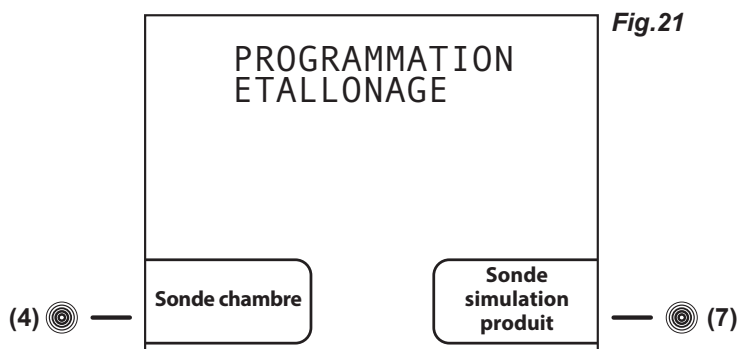 Fig.21
PROGRAMMATION
ETALLONAGE
(4)
Sonde chambre
Sonde
simulation
produit
(7)